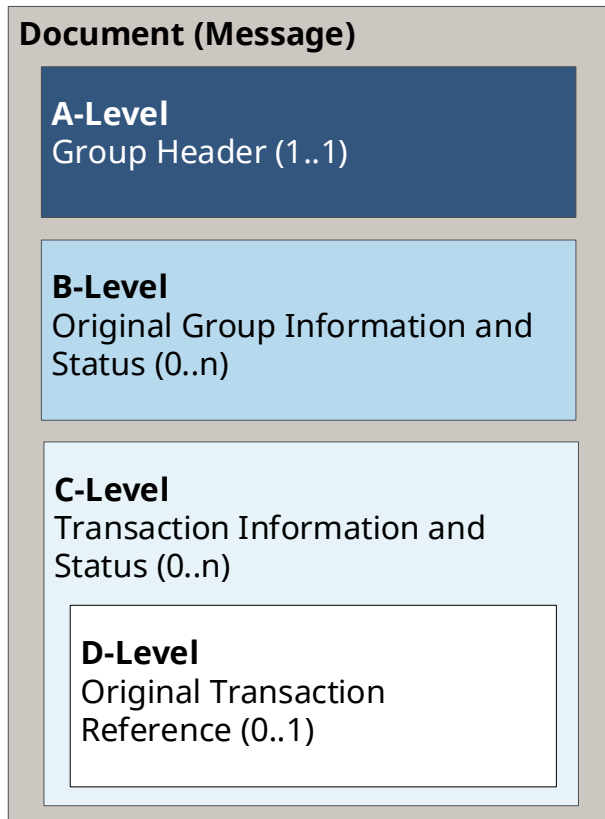 Document (Message)
A-Level
Group Header (1..1)
B-Level
Original Group Information and
Status (0..n)
C-Level
Transaction Information and
Status (0..n)
D-Level
Original Transaction
Reference (0..1)